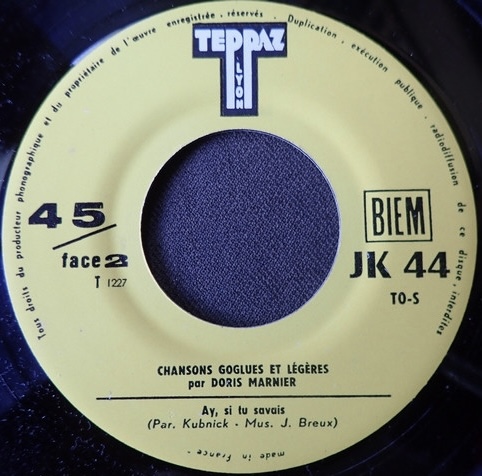 Tous droits du producteur phonographique et du propriétaire de l'œuvre enregistrée . réservés . Duplication . exécution publique . radiodiffusion de ce disque, interdites
TEPPAZ
LYON
45
face 2
T 1227
BIEM
JK 44
TO-S
CHANSONS GOGLUES ET LÉGÈRES
par DORIS MARNIER
Ay, si tu savais
(Par. Kubnick - Mus. J. Breux)
made in France